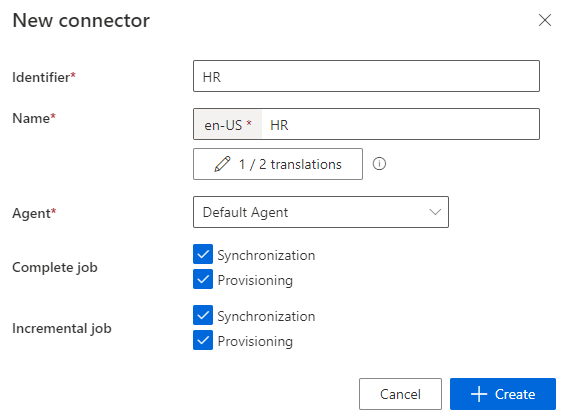 New connector
Identifier* HR
Name* en-US * HR
1 / 2 translations
Agent* Default Agent
Complete job
Synchronization
Provisioning
Incremental job
Synchronization
Provisioning
Cancel Create